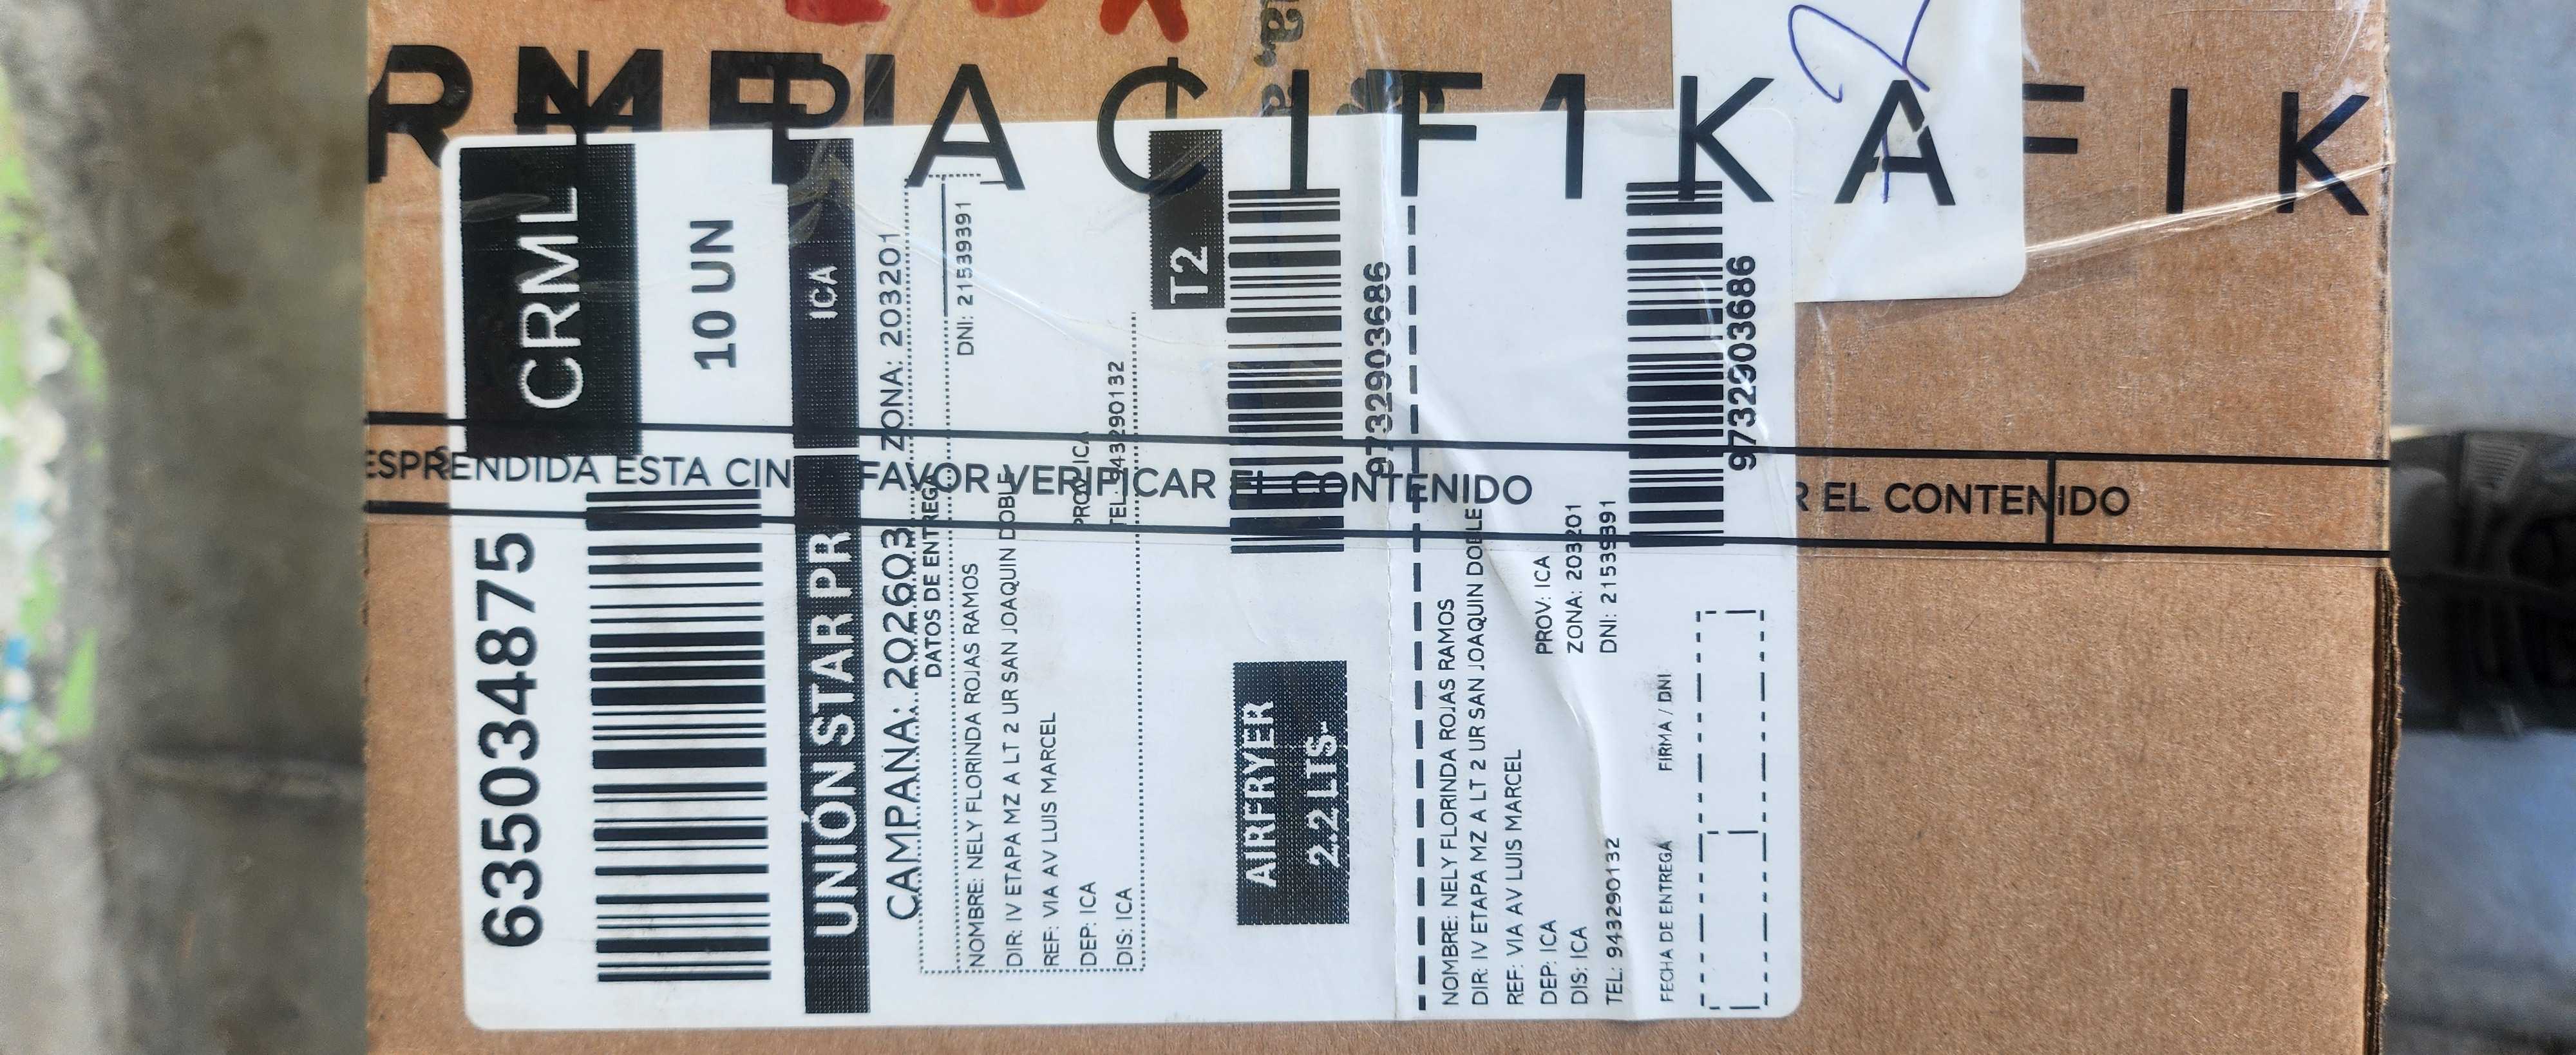 PACIF1KA
FIK
CRML
10 UN
635034875
UNIÓN STAR PR
ICA
CAMPAÑA: 202603 ZONA: 203201
DATOS DE ENTREGA
DNI: 21539391
NOMBRE: NELY FLORINDA ROJAS RAMOS
DIR: IV ETAPA MZ A LT 2 UR SAN JOAQUIN DOBLE
REF: VIA AV LUIS MARCEL
DEP: ICA PROV: ICA
DIS: ICA TEL: 943290132
T2
9732903686
AIRFRYER
2.2 LTS-
NOMBRE: NELY FLORINDA ROJAS RAMOS
DIR: IV ETAPA MZ A LT 2 UR SAN JOAQUIN DOBLE
REF: VIA AV LUIS MARCEL
DEP: ICA PROV: ICA
DIS: ICA ZONA: 203201
TEL: 943290132 DNI: 21539391
FECHA DE ENTREGA FIRMA / DNI
9732903686
ESPRENDIDA ESTA CIN FAVOR VERIFICAR EL CONTENIDO
R EL CONTENIDO